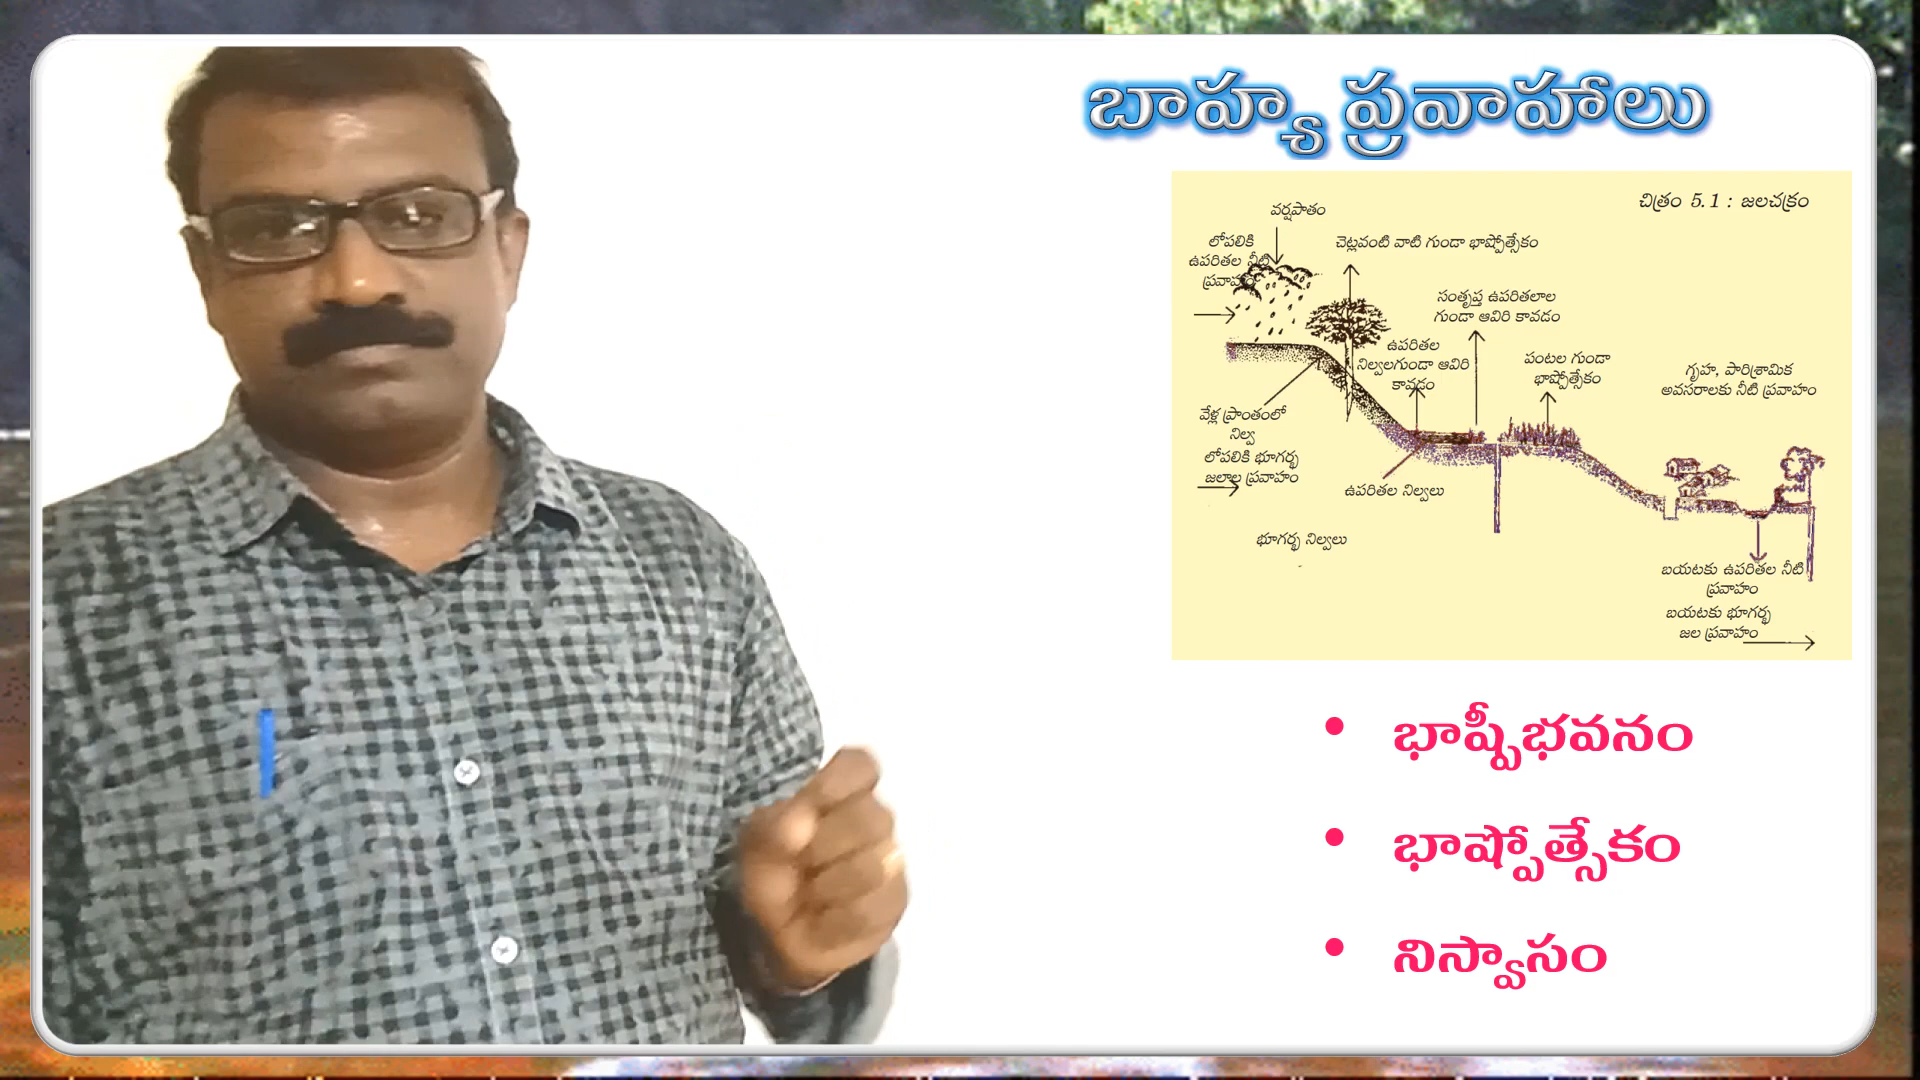 బాహ్య ప్రవాహాలు
చిత్రం 5.1 : జలచక్రం
వర్షపాతం
లోపలికి
ఉపరితల నీటి
ప్రవాహం
చెట్లవంటి వాటి గుండా భాష్పోత్సేకం
సంతృప్త ఉపరితలాల
గుండా ఆవిరి కావడం
ఉపరితల
నిల్వలగుండా ఆవిరి
కావడం
పంటల గుండా
భాష్పోత్సేకం
గృహ, పారిశ్రామిక
అవసరాలకు నీటి ప్రవాహం
వేళ్ల ప్రాంతంలో
నిల్వ
లోపలికి భూగర్భ
జలాల ప్రవాహం
ఉపరితల నిల్వలు
భూగర్భ నిల్వలు
బయటకు ఉపరితల నీటి
ప్రవాహం
బయటకు భూగర్భ
జల ప్రవాహం
• భాష్పీభవనం
• భాష్పోత్సేకం
• నిస్వాసం